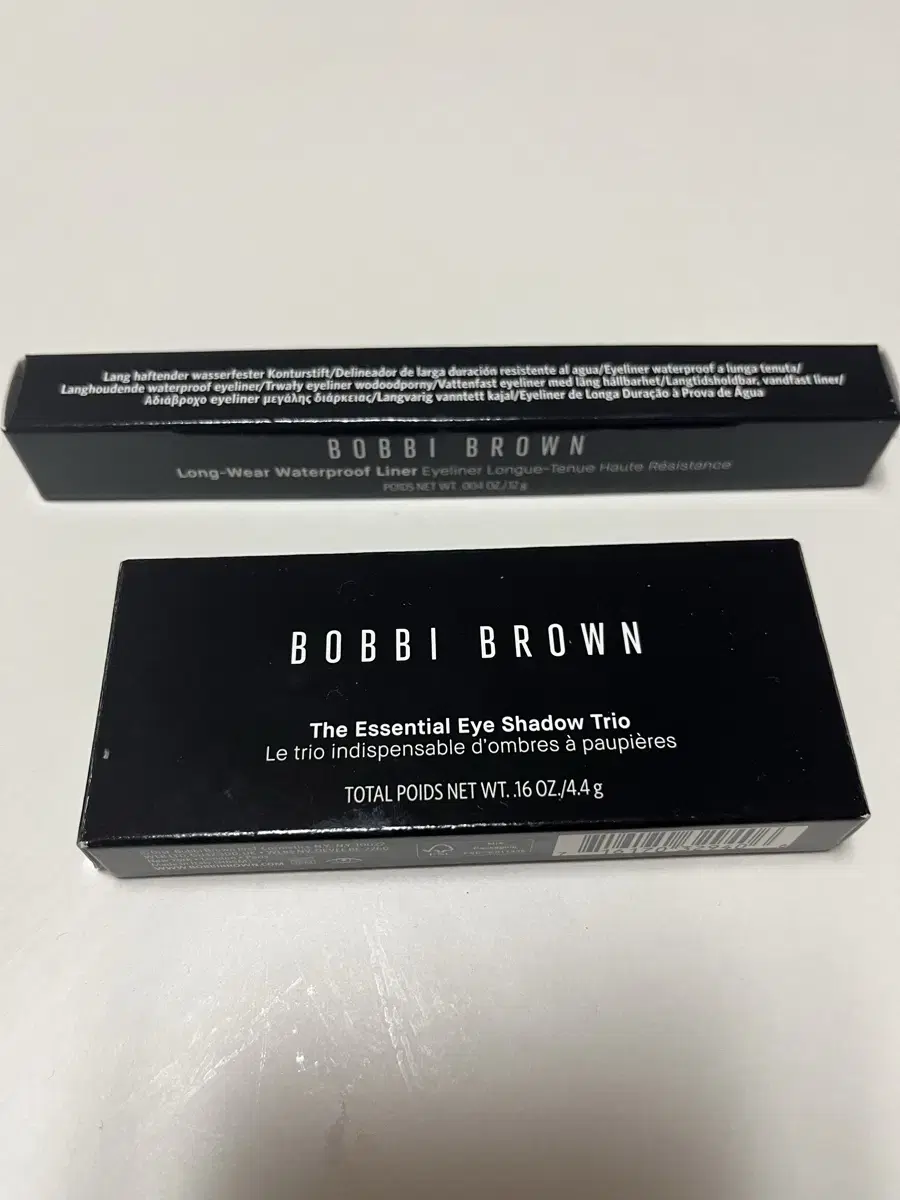 Lang haftender wasserfester Konturstift/Delineador de larga duración resistente al agua/Eyeliner waterproof a lunga tenuta/
Langhoudende waterproof eyeliner/Trwały eyeliner wodoodporny/Vattenfast eyeliner med lång hållbarhet/Langtidsholdbar, vandfast liner/
Αδιάβροχο eyeliner μεγάλης διάρκειας/Langvarig vanntett kajal/Eyeliner de Longa Duração à Prova de Água
BOBBI BROWN
Long-Wear Waterproof Liner Eyeliner Longue-Tenue Haute Résistance
POIDS NET WT. .004 OZ./.12 g
BOBBI BROWN
The Essential Eye Shadow Trio
Le trio indispensable d'ombres à paupières
TOTAL POIDS NET WT. .16 OZ./4.4 g